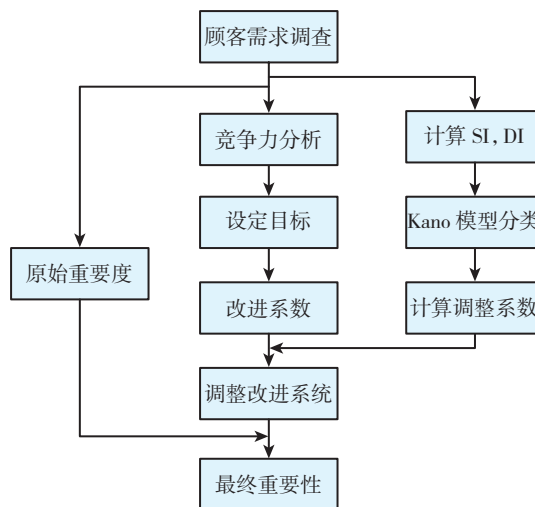 顾客需求调查
竞争力分析
计算 SI, DI
设定目标
Kano 模型分类
原始重要度
改进系数
计算调整系数
调整改进系统
最终重要性